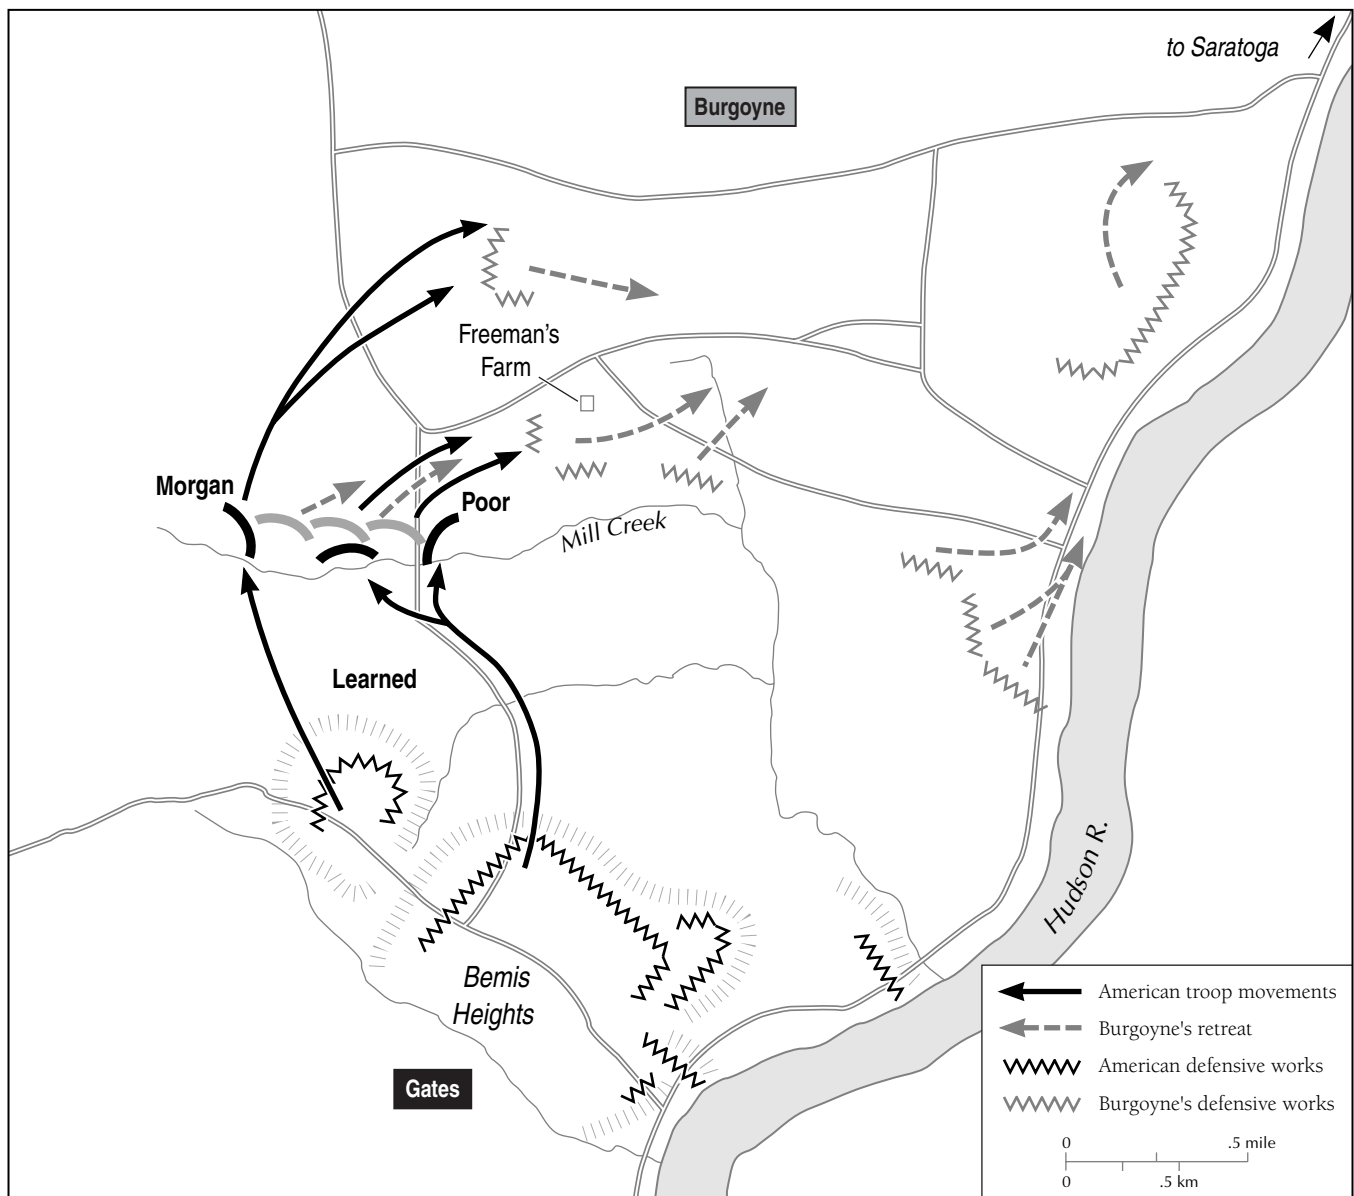 to Saratoga
Burgoyne
Freeman's
Farm
Morgan
Poor
Mill Creek
Learned
Hudson R.
Bemis
Heights
Gates
American troop movements
Burgoyne's retreat
American defensive works
Burgoyne's defensive works
0 .5 mile
0 .5 km